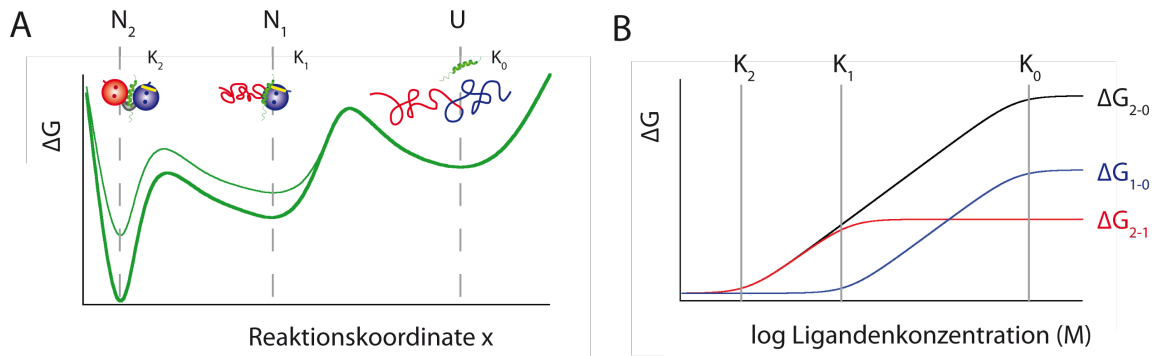 A
N₂
N₁
U
K₂
K₁
K₀
ΔG
Reaktionskoordinate x
B
K₂
K₁
K₀
ΔG
ΔG₂₋₀
ΔG₁₋₀
ΔG₂₋₁
log Ligandenkonzentration (M)